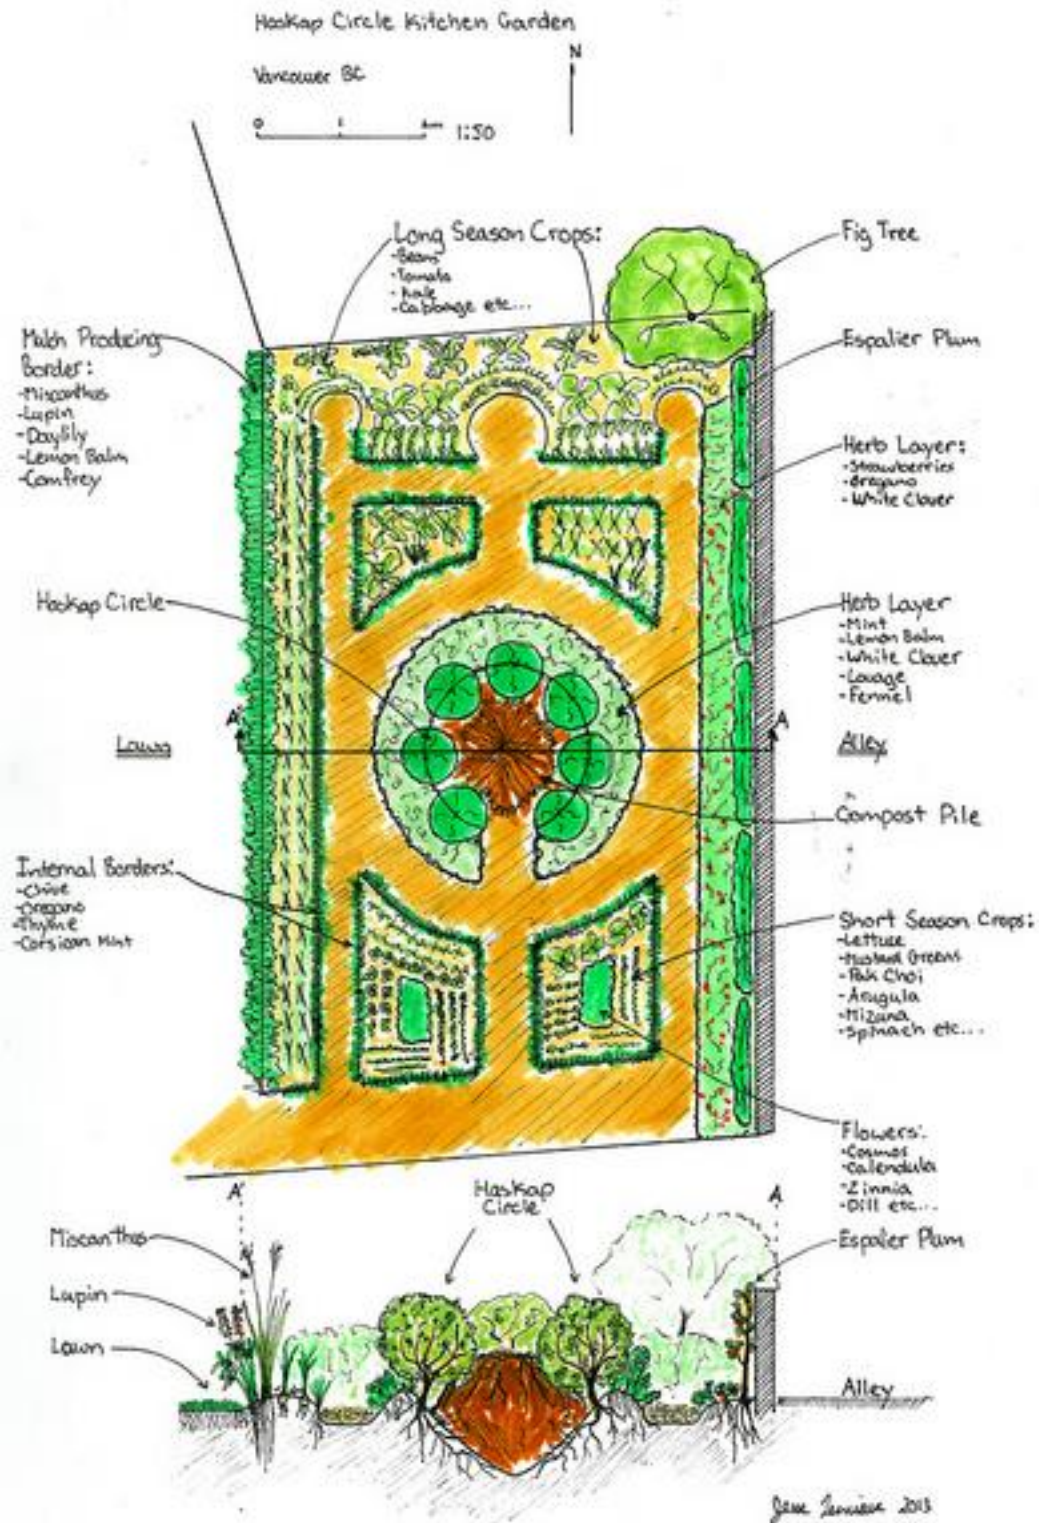 Haskap Circle Kitchen Garden
N
Vancouver BC
0 1 2m 1:50
Long Season Crops:
-Beans
-Tomato
-Kale
-Cabbage etc...
Fig Tree
Mulch Producing
Border:
-Miscanthus
-Lupin
-Daylily
-Lemon Balm
-Comfrey
Espalier Plum
Herb Layer:
-Strawberries
-Oregano
-White Clover
Haskap Circle
Herb Layer
-Mint
-Lemon Balm
-White Clover
-Lovage
-Fennel
A
A
Lawn
Alley
Compost Pile
Internal Borders:
-Chive
-Oregano
-Thyme
-Corsican Mint
Short Season Crops:
-Lettuce
-Mustard Greens
-Pak Choi
-Arugula
-Mizuna
-Spinach etc...
Flowers:
-Cosmos
-Calendula
-Zinnia
-Dill etc...
A
Haskap
Circle
A
Miscanthus
Espalier Plum
Lupin
Lawn
Alley
2013